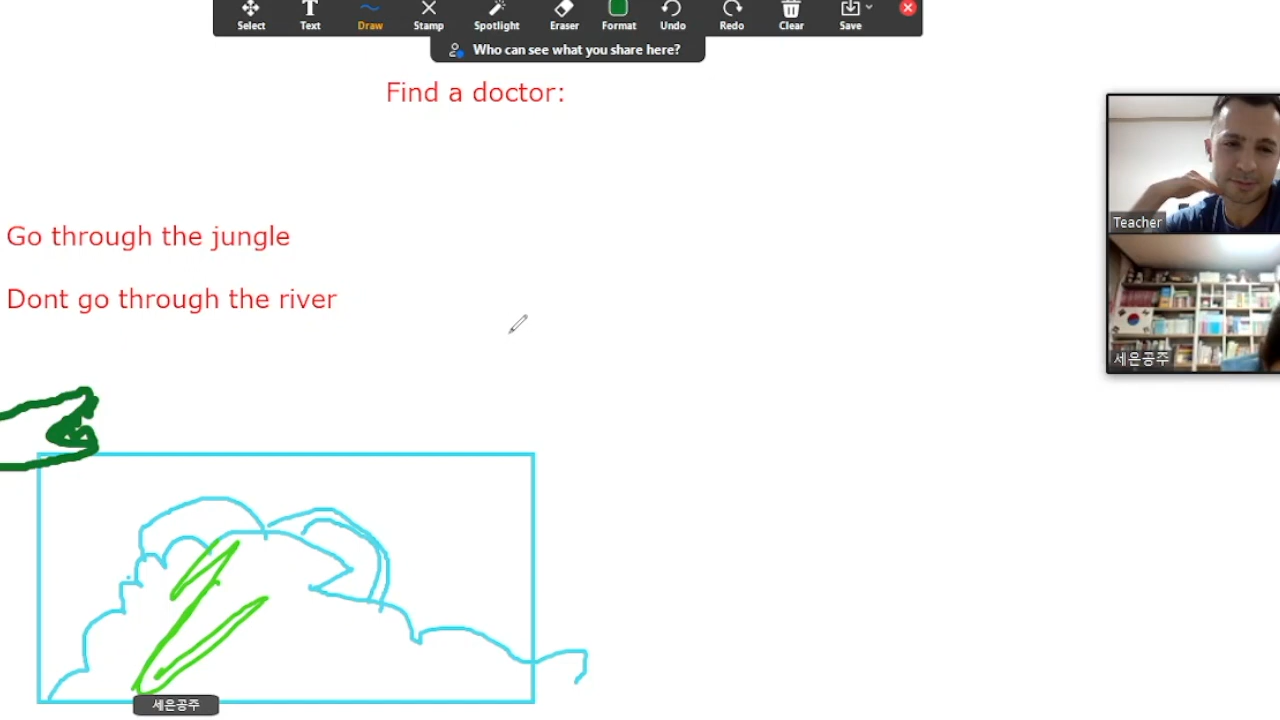 Select Text Draw Stamp Spotlight Eraser Format Undo Redo Clear Save
Who can see what you share here?
Find a doctor:
Go through the jungle
Dont go through the river
Teacher
세은공주
세은공주